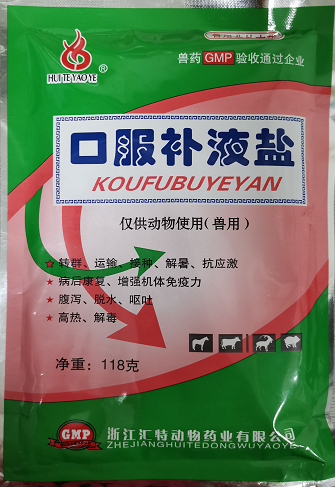 HUI TE YAO YE ®
兽药GMP验收通过企业
口服补液盐
KOUFUBUYEYAN
仅供动物使用(兽用)
★ 转群、运输、接种、解暑、抗应激
★ 病后康复、增强机体免疫力
★ 腹泻、脱水、呕吐
★ 高热、解毒
净重：118克
GMP
浙江汇特动物药业有限公司
ZHEJIANGHUITEDONGWUYAOYE